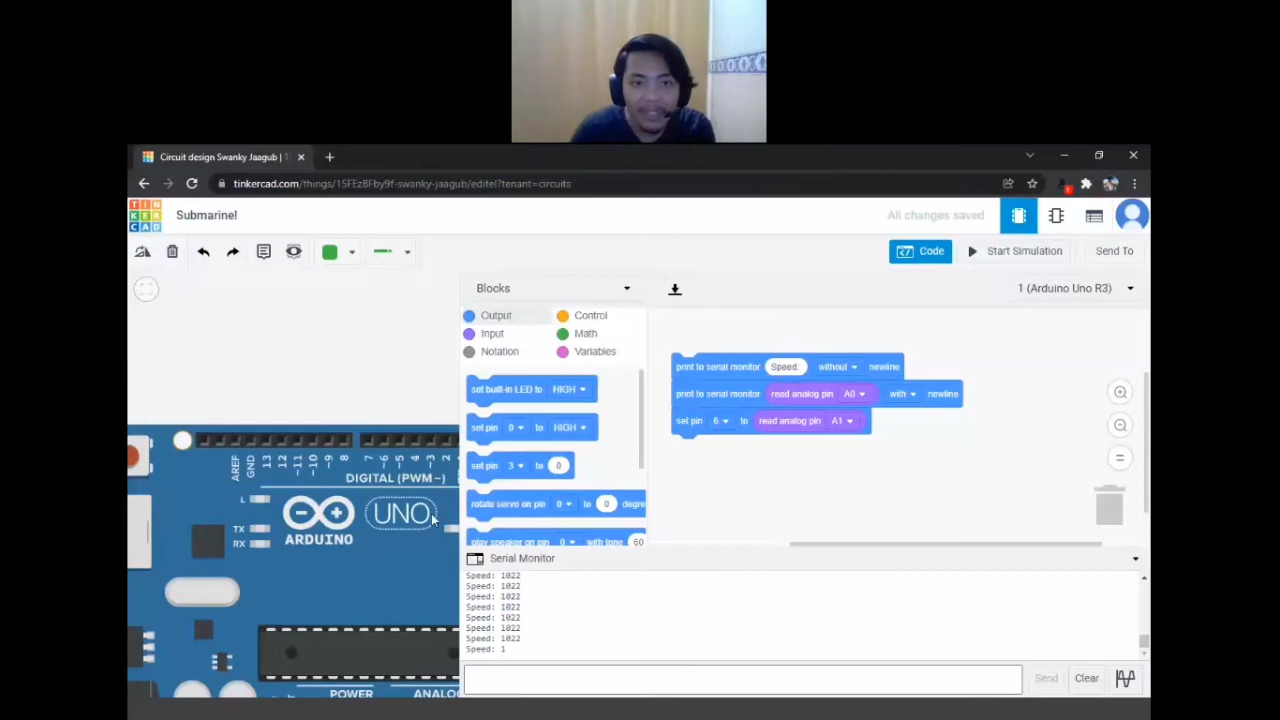 Circuit design Swanky Jaagub | T
tinkercad.com/things/15FEz8Fby9f-swanky-jaagub/editel?tenant=circuits
TIN
KER
CAD
Submarine!
All changes saved
Code
Start Simulation
Send To
Blocks
1 (Arduino Uno R3)
Output
Control
Input
Math
Notation
Variables
set built-in LED to HIGH
set pin 0 to HIGH
set pin 3 to 0
rotate servo on pin 0 to 0 degre
play speaker on pin 0 with tone 60
print to serial monitor Speed: without newline
print to serial monitor read analog pin A0 with newline
set pin 6 to read analog pin A1
AREF
GND
13
12
~11
~10
~9
8
7
~6
~5
4
~3
2
DIGITAL (PWM~)
L
TX
RX
ARDUINO
UNO
POWER
ANALOG
Serial Monitor
Speed: 1022
Speed: 1022
Speed: 1022
Speed: 1022
Speed: 1022
Speed: 1022
Speed: 1022
Speed: 1
Send
Clear